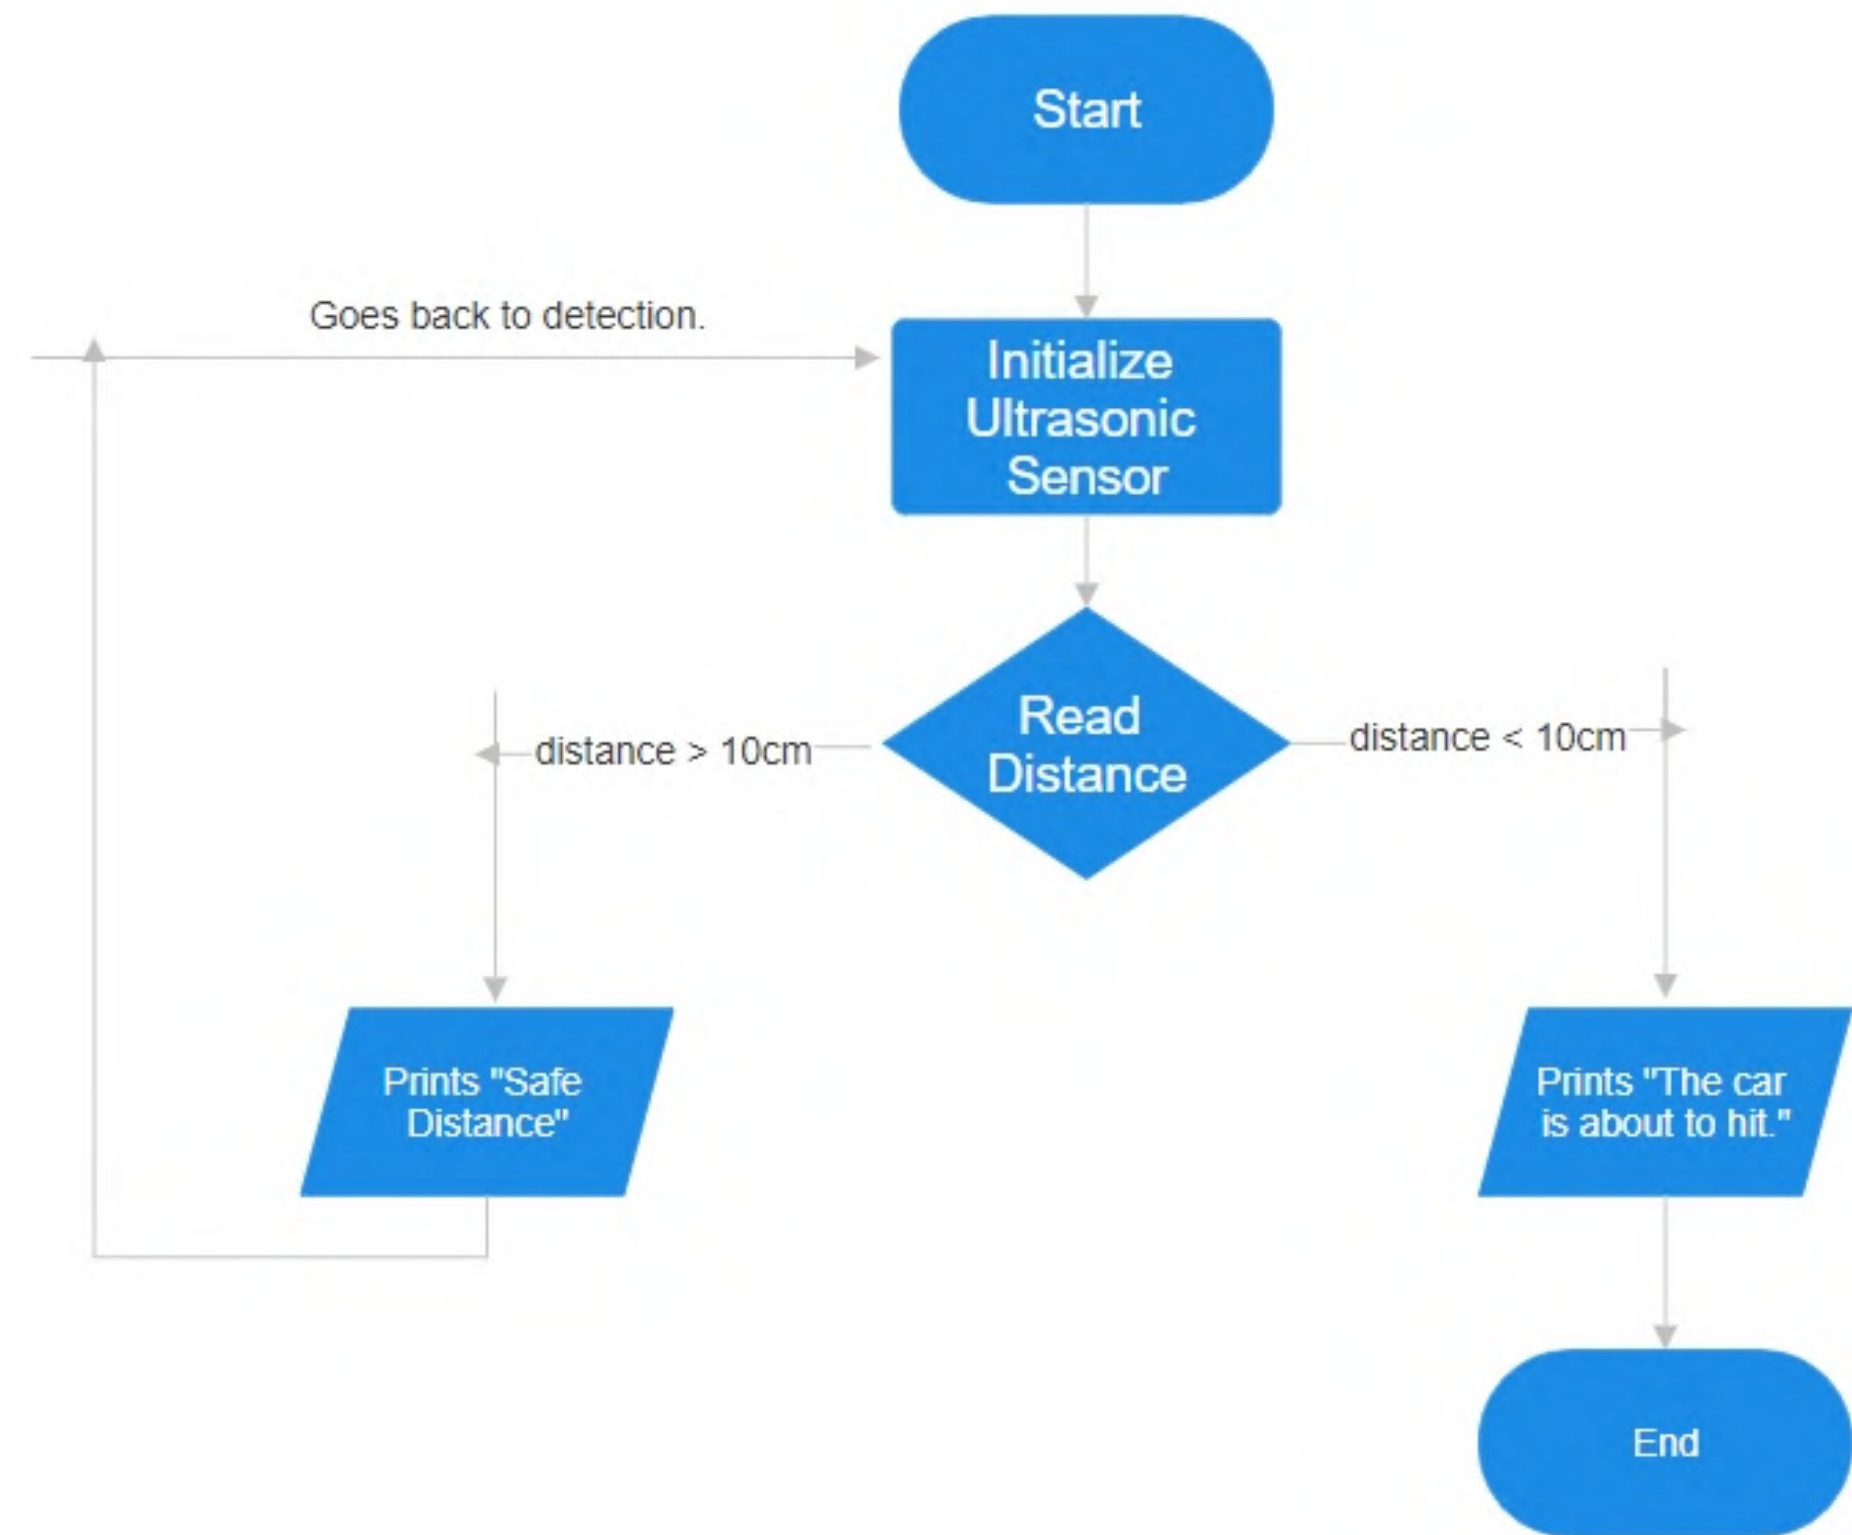 Start
Goes back to detection.
Initialize
Ultrasonic
Sensor
Read
Distance
distance > 10cm
distance < 10cm
Prints "Safe
Distance"
Prints "The car
is about to hit."
End